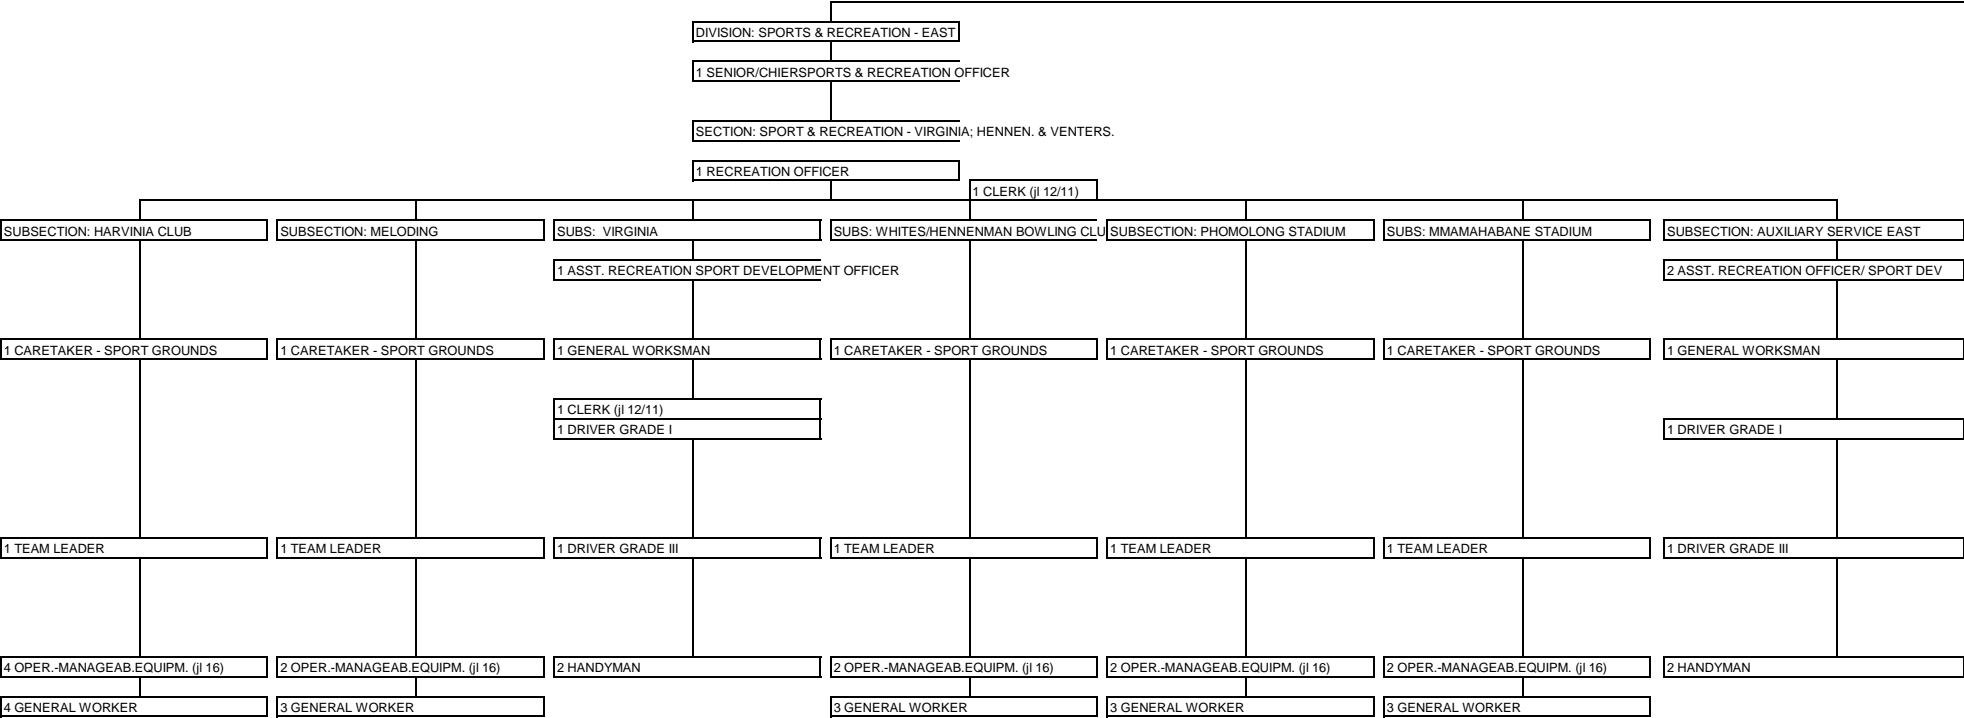 DIVISION: SPORTS & RECREATION - EAST
1 SENIOR/CHIERSPORTS & RECREATION OFFICER
SECTION: SPORT & RECREATION - VIRGINIA; HENNEN. & VENTERS.
1 RECREATION OFFICER
1 CLERK (jl 12/11)
SUBSECTION: HARVINIA CLUB
SUBSECTION: MELODING
SUBS: VIRGINIA
SUBS: WHITES/HENNENMAN BOWLING CLU
SUBSECTION: PHOMOLONG STADIUM
SUBS: MMAMAHABANE STADIUM
SUBSECTION: AUXILIARY SERVICE EAST
1 ASST. RECREATION SPORT DEVELOPMENT OFFICER
2 ASST. RECREATION OFFICER/ SPORT DEV
1 CARETAKER - SPORT GROUNDS
1 CARETAKER - SPORT GROUNDS
1 GENERAL WORKSMAN
1 CARETAKER - SPORT GROUNDS
1 CARETAKER - SPORT GROUNDS
1 CARETAKER - SPORT GROUNDS
1 GENERAL WORKSMAN
1 CLERK (jl 12/11)
1 DRIVER GRADE I
1 DRIVER GRADE I
1 TEAM LEADER
1 TEAM LEADER
1 DRIVER GRADE III
1 TEAM LEADER
1 TEAM LEADER
1 TEAM LEADER
1 DRIVER GRADE III
4 OPER.-MANAGEAB.EQUIPM. (jl 16)
2 OPER.-MANAGEAB.EQUIPM. (jl 16)
2 HANDYMAN
2 OPER.-MANAGEAB.EQUIPM. (jl 16)
2 OPER.-MANAGEAB.EQUIPM. (jl 16)
2 OPER.-MANAGEAB.EQUIPM. (jl 16)
2 HANDYMAN
4 GENERAL WORKER
3 GENERAL WORKER
3 GENERAL WORKER
3 GENERAL WORKER
3 GENERAL WORKER